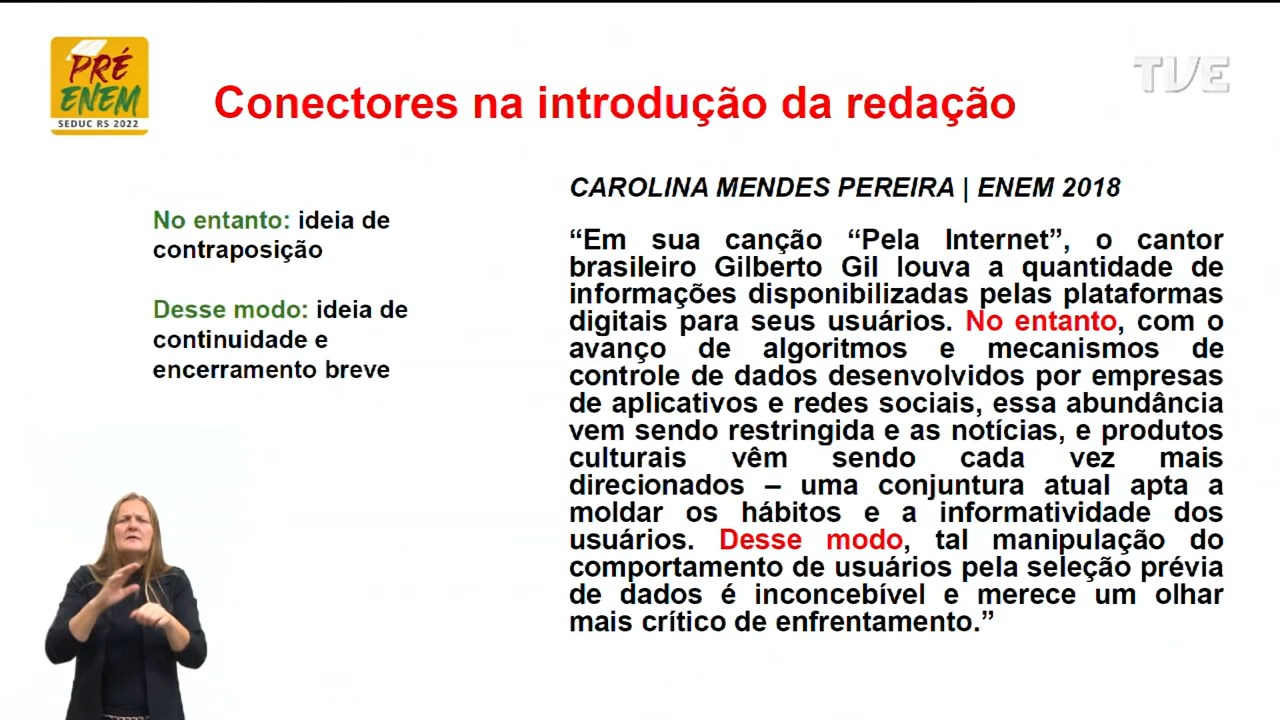 PRÉ
ENEM
SEDUC RS 2022
TVE
Conectores na introdução da redação
No entanto: ideia de
contraposição
Desse modo: ideia de
continuidade e
encerramento breve
CAROLINA MENDES PEREIRA | ENEM 2018
“Em sua canção “Pela Internet”, o cantor
brasileiro Gilberto Gil louva a quantidade de
informações disponibilizadas pelas plataformas
digitais para seus usuários. No entanto, com o
avanço de algoritmos e mecanismos de
controle de dados desenvolvidos por empresas
de aplicativos e redes sociais, essa abundância
vem sendo restringida e as notícias, e produtos
culturais vêm sendo cada vez mais
direcionados – uma conjuntura atual apta a
moldar os hábitos e a informatividade dos
usuários. Desse modo, tal manipulação do
comportamento de usuários pela seleção prévia
de dados é inconcebível e merece um olhar
mais crítico de enfrentamento.”